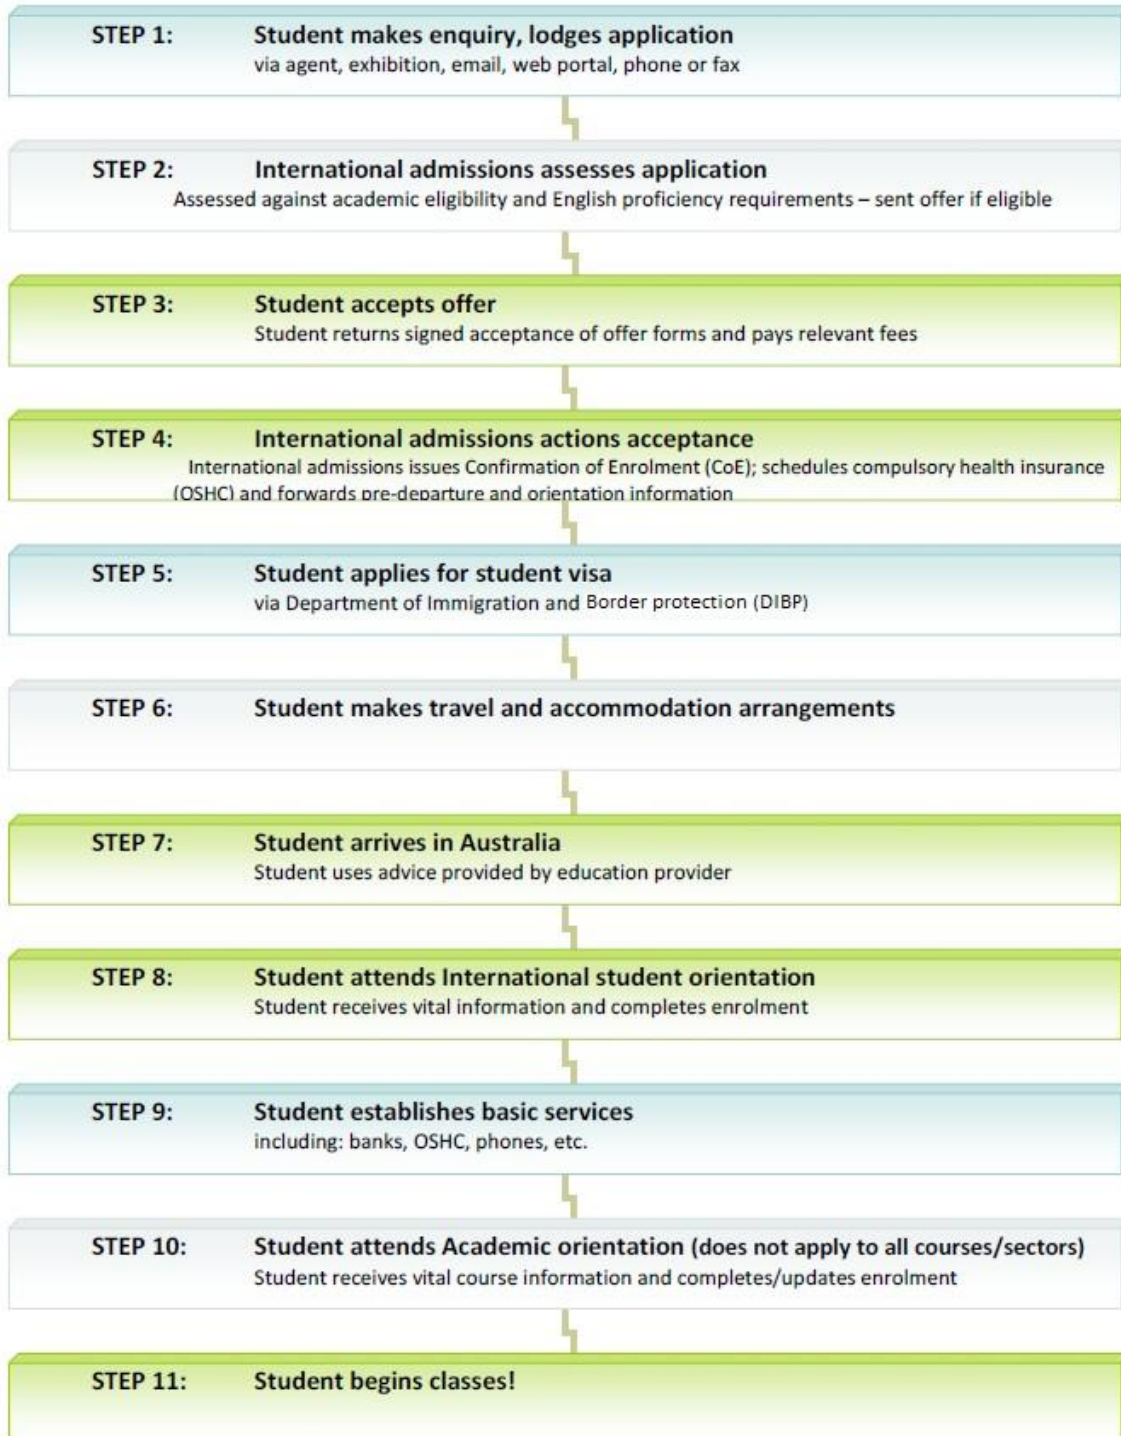 STEP 1: Student makes enquiry, lodges application
via agent, exhibition, email, web portal, phone or fax
STEP 2: International admissions assesses application
Assessed against academic eligibility and English proficiency requirements – sent offer if eligible
STEP 3: Student accepts offer
Student returns signed acceptance of offer forms and pays relevant fees
STEP 4: International admissions actions acceptance
International admissions issues Confirmation of Enrolment (CoE); schedules compulsory health insurance
(OSHC) and forwards pre-departure and orientation information
STEP 5: Student applies for student visa
via Department of Immigration and Border protection (DIBP)
STEP 6: Student makes travel and accommodation arrangements
STEP 7: Student arrives in Australia
Student uses advice provided by education provider
STEP 8: Student attends International student orientation
Student receives vital information and completes enrolment
STEP 9: Student establishes basic services
including: banks, OSHC, phones, etc.
STEP 10: Student attends Academic orientation (does not apply to all courses/sectors)
Student receives vital course information and completes/updates enrolment
STEP 11: Student begins classes!